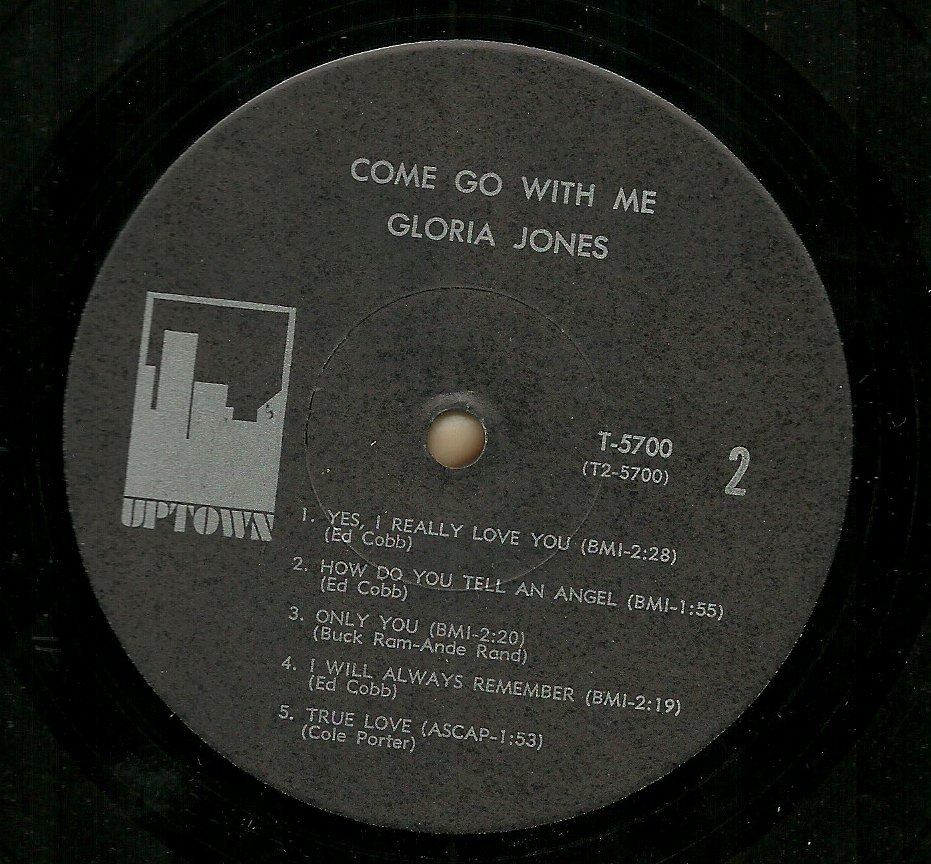 COME GO WITH ME
GLORIA JONES
T-5700
(T2-5700)
2
UPTOWN
1. YES, I REALLY LOVE YOU (BMI-2:28)
(Ed Cobb)
2. HOW DO YOU TELL AN ANGEL (BMI-1:55)
(Ed Cobb)
3. ONLY YOU (BMI-2:20)
(Buck Ram-Ande Rand)
4. I WILL ALWAYS REMEMBER (BMI-2:19)
(Ed Cobb)
5. TRUE LOVE (ASCAP-1:53)
(Cole Porter)